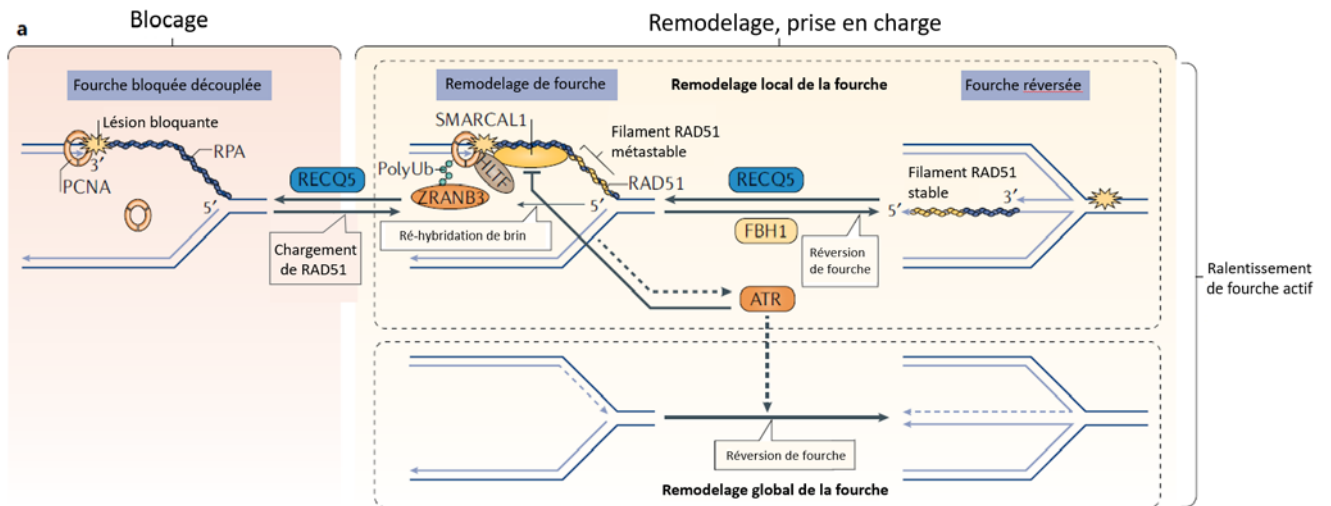 a
Blocage
Remodelage, prise en charge
Fourche bloquée découplée
Lésion bloquante
RPA
3′
PCNA
5′
RECQ5
Chargement
de RAD51
Remodelage de fourche
Remodelage local de la fourche
Fourche réversée
SMARCAL1
Filament RAD51
métastable
PolyUb
HLTF
ZRANB3
RAD51
5′
Ré-hybridation de brin
RECQ5
FBH1
Réversion
de fourche
Filament RAD51
stable
3′
5′
ATR
Ralentissement
de fourche actif
Réversion de fourche
Remodelage global de la fourche